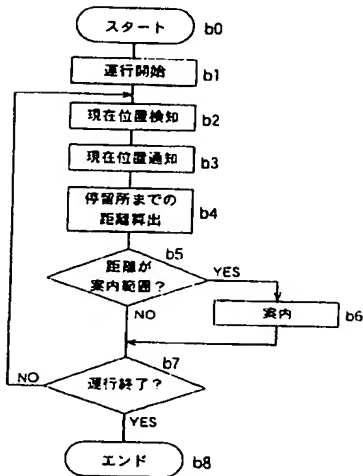 スタート b0
運行開始 b1
現在位置検知 b2
現在位置通知 b3
停留所までの
距離算出 b4
b5
距離が
案内範囲? YES
NO
案内 b6
b7
運行終了? NO
YES
エンド b8